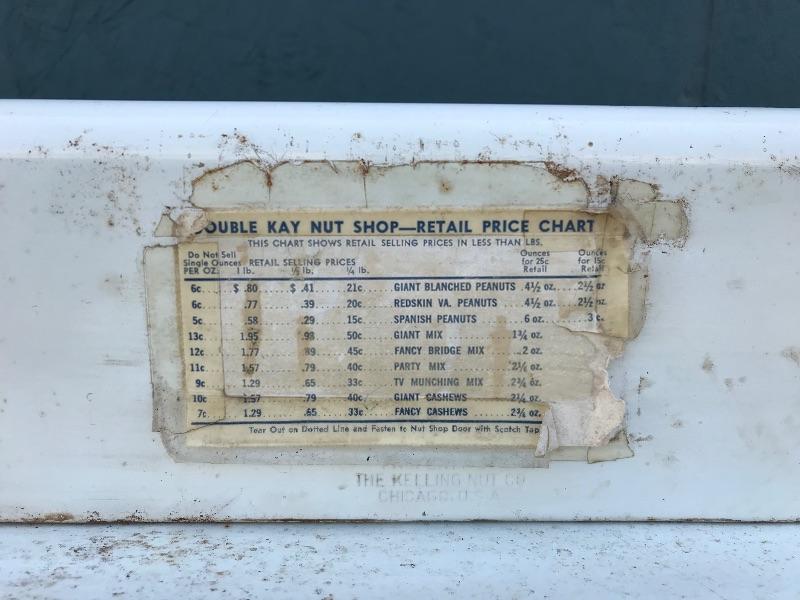 OUBLE KAY NUT SHOP—RETAIL PRICE CHART
THIS CHART SHOWS RETAIL SELLING PRICES IN LESS THAN LBS.
Do Not Sell Single Ounces PER OZ. RETAIL SELLING PRICES 1 lb. ½ lb. ¼ lb. Ounces for 25c Retail Ounces for 15c Retail
6c $ .80 $ .41 21c GIANT BLANCHED PEANUTS 4½ oz. 2½ oz
6c .77 .39 20c REDSKIN VA. PEANUTS 4½ oz. 2½ oz.
5c .58 .29 15c SPANISH PEANUTS 6 oz. 3
13c 1.95 .98 50c GIANT MIX 1¾ oz.
12c 1.77 .89 45c FANCY BRIDGE MIX 2 oz.
11c 1.57 .79 40c PARTY MIX 2¼ oz.
9c 1.29 .65 33c TV MUNCHING MIX 2¾ oz.
10c 1.57 .79 40c GIANT CASHEWS 2¼ oz.
7c 1.29 .65 33c FANCY CASHEWS 2¾ oz.
Tear Out on Dotted Line and Fasten to Nut Shop Door with Scotch Tap
THE KELLING NUT CO
CHICAGO, U.S.A.